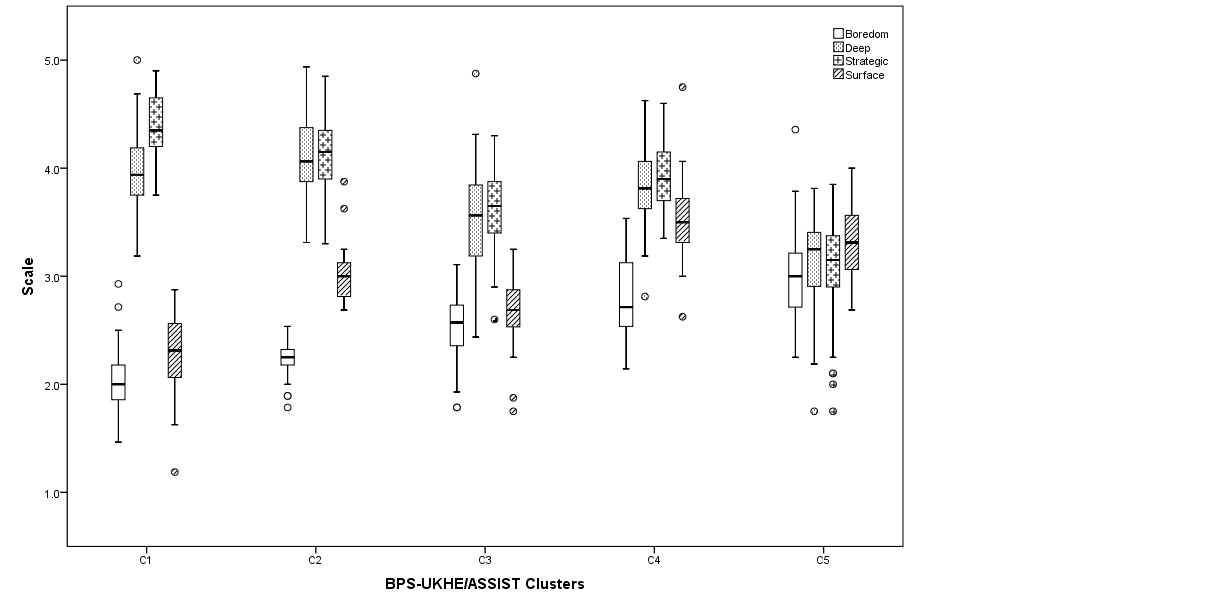 Boredom
Deep
Strategic
Surface
5.0
4.0
3.0
2.0
1.0
Scale
C1 C2 C3 C4 C5
BPS-UKHE/ASSIST Clusters